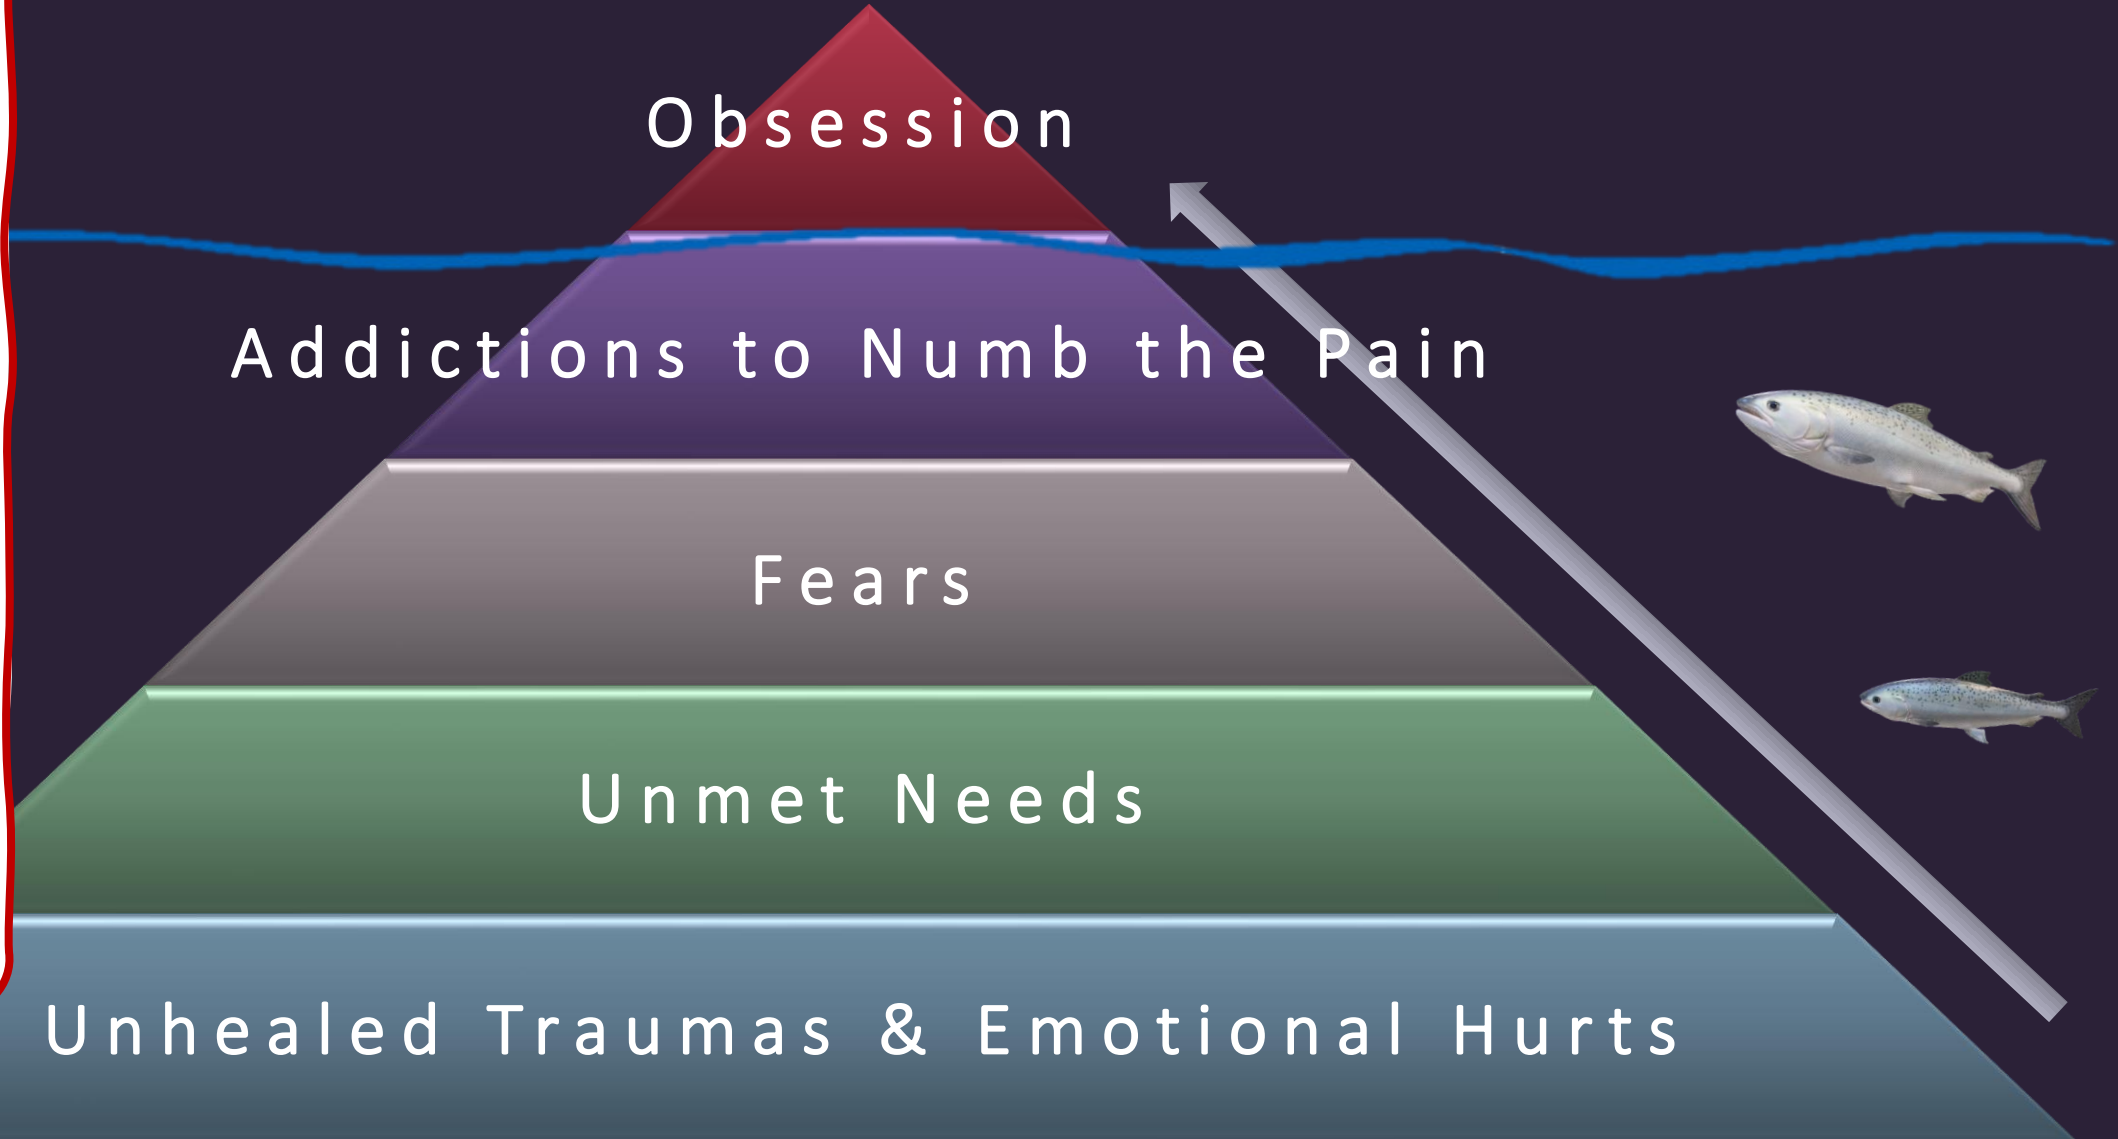 Obsession
Addictions to Numb the Pain
Fears
Unmet Needs
Unhealed Traumas & Emotional Hurts